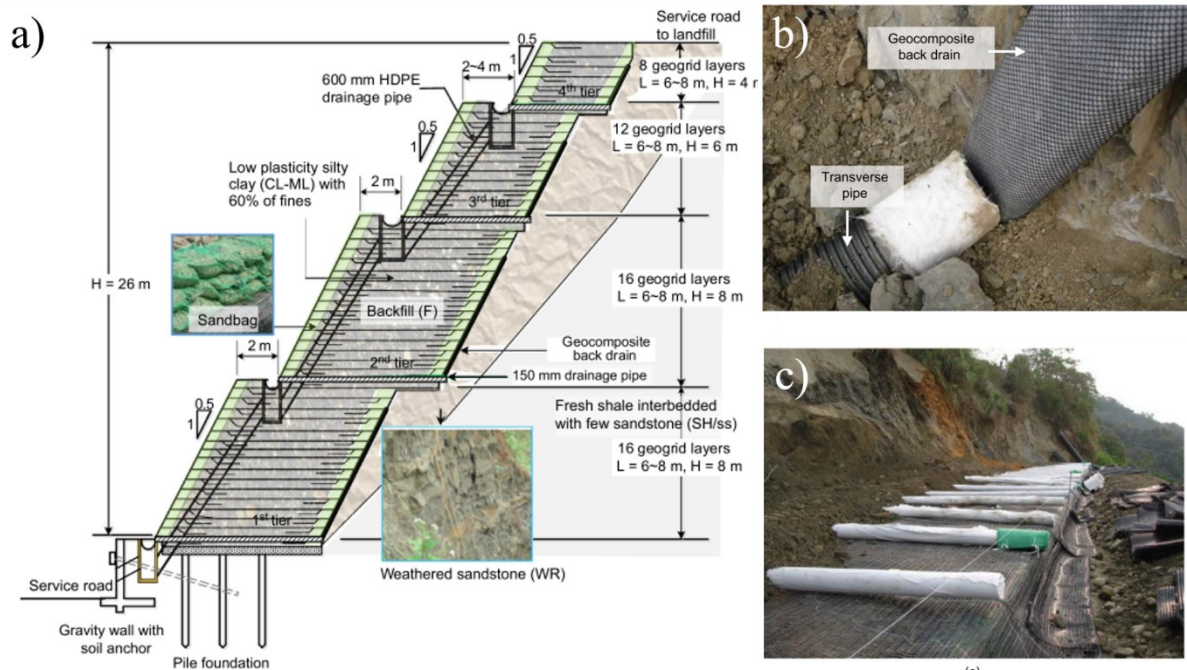 a)
Service road
to landfill
0.5
1
2~4 m
8 geogrid layers
L = 6~8 m, H = 4 r
600 mm HDPE
drainage pipe
4th tier
0.5
1
12 geogrid layers
L = 6~8 m, H = 6 m
Low plasticity silty
clay (CL-ML) with
60% of fines
2 m
3rd tier
H = 26 m
16 geogrid layers
L = 6~8 m, H = 8 m
Sandbag
Backfill (F)
Geocomposite
back drain
2 m
2nd tier
150 mm drainage pipe
0.5
1
Fresh shale interbedded
with few sandstone (SH/ss)
16 geogrid layers
L = 6~8 m, H = 8 m
1st tier
Weathered sandstone (WR)
Service road
Gravity wall with
soil anchor
Pile foundation
b)
Geocomposite
back drain
Transverse
pipe
c)